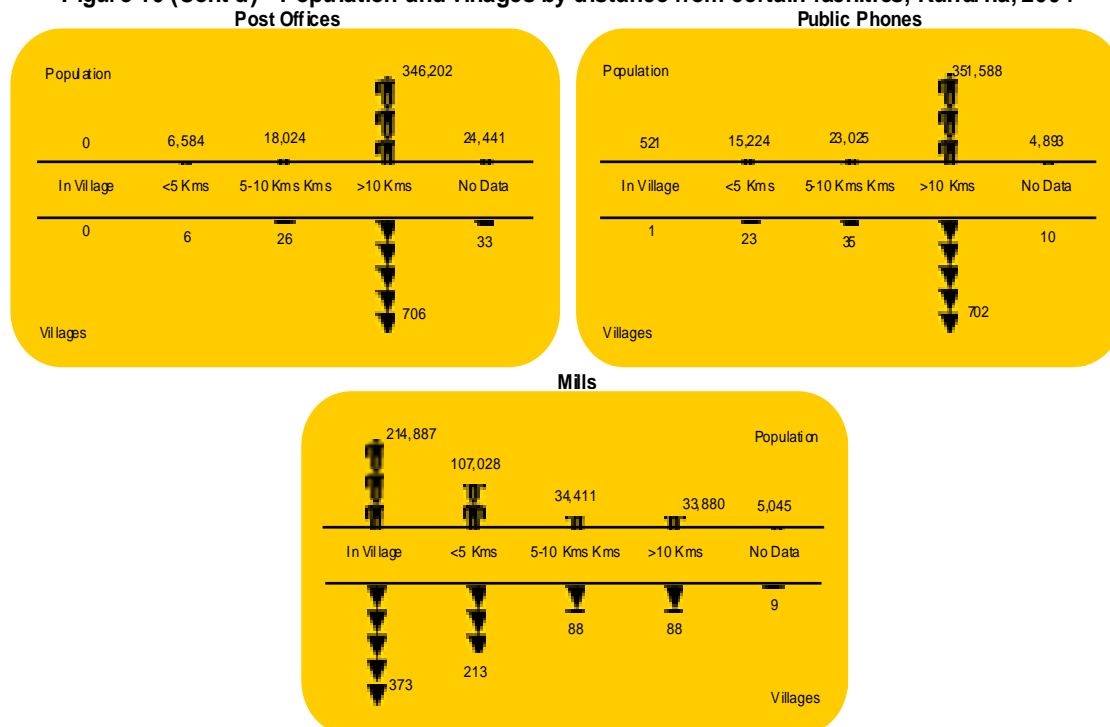 Post Offices
Public Phones
Population
346,202
0
6,584
18,024
24,441
In Village
<5 Kms
5-10 Kms Kms
>10 Kms
No Data
0
6
26
706
33
Villages
Population
351,588
521
15,224
23,025
4,893
In Village
<5 Kms
5-10 Kms Kms
>10 Kms
No Data
1
23
35
702
10
Villages
Mills
214,887
Population
107,028
34,411
33,880
5,045
In Village
<5 Kms
5-10 Kms Kms
>10 Kms
No Data
373
213
88
88
9
Villages